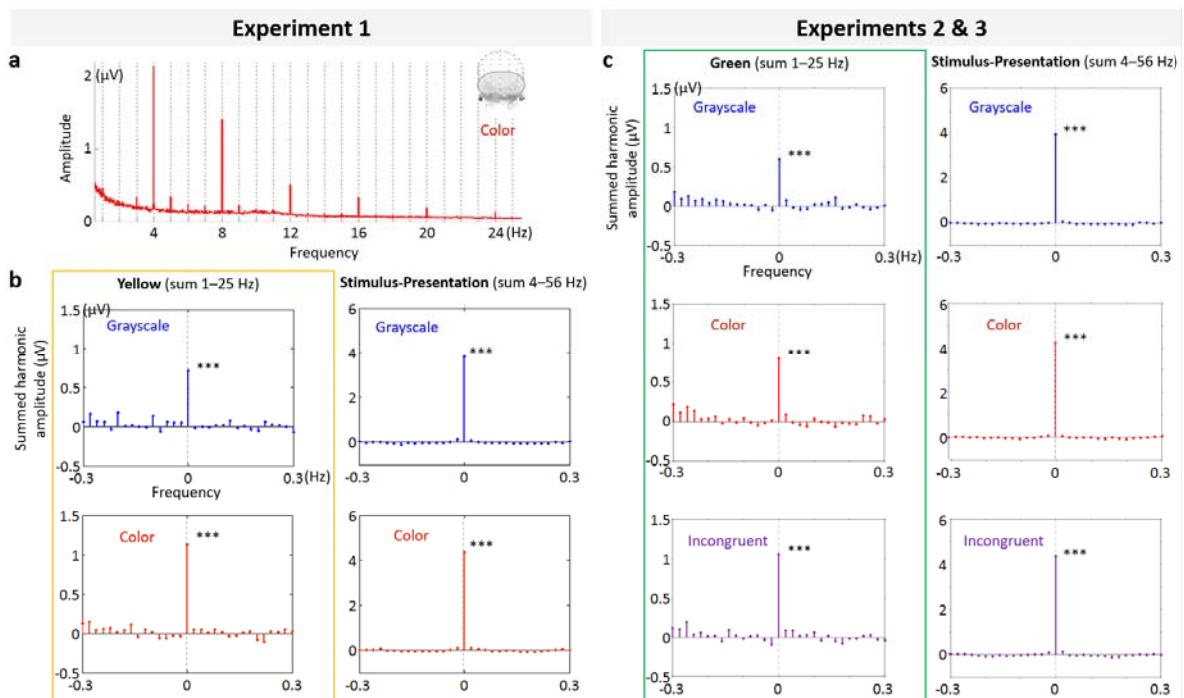 Experiment 1
Experiments 2 & 3
a
2
(µV)
Color
Amplitude
1
0
4
8
12
16
20
24 (Hz)
Frequency
b
Yellow (sum 1–25 Hz)
Stimulus-Presentation (sum 4–56 Hz)
Summed harmonic
amplitude (µV)
1.5
(µV)
Grayscale
1
***
0.5
0
-0.5
-0.3
0
0.3 (Hz)
Frequency
6
Grayscale
4
***
2
0
-0.3
0
0.3
1.5
Color
***
1
0.5
0
-0.5
-0.3
0
0.3
6
Color
***
4
2
0
-0.3
0
0.3
c
Green (sum 1–25 Hz)
Stimulus-Presentation (sum 4–56 Hz)
Summed harmonic
amplitude (µV)
1.5
(µV)
Grayscale
1
***
0.5
0
-0.5
-0.3
0
0.3 (Hz)
Frequency
6
Grayscale
***
4
2
0
-0.3
0
0.3
1.5
Color
***
1
0.5
0
-0.5
-0.3
0
0.3
6
Color
***
4
2
0
-0.3
0
0.3
1.5
Incongruent
***
1
0.5
0
-0.5
-0.3
0
0.3
6
Incongruent
***
4
2
0
-0.3
0
0.3